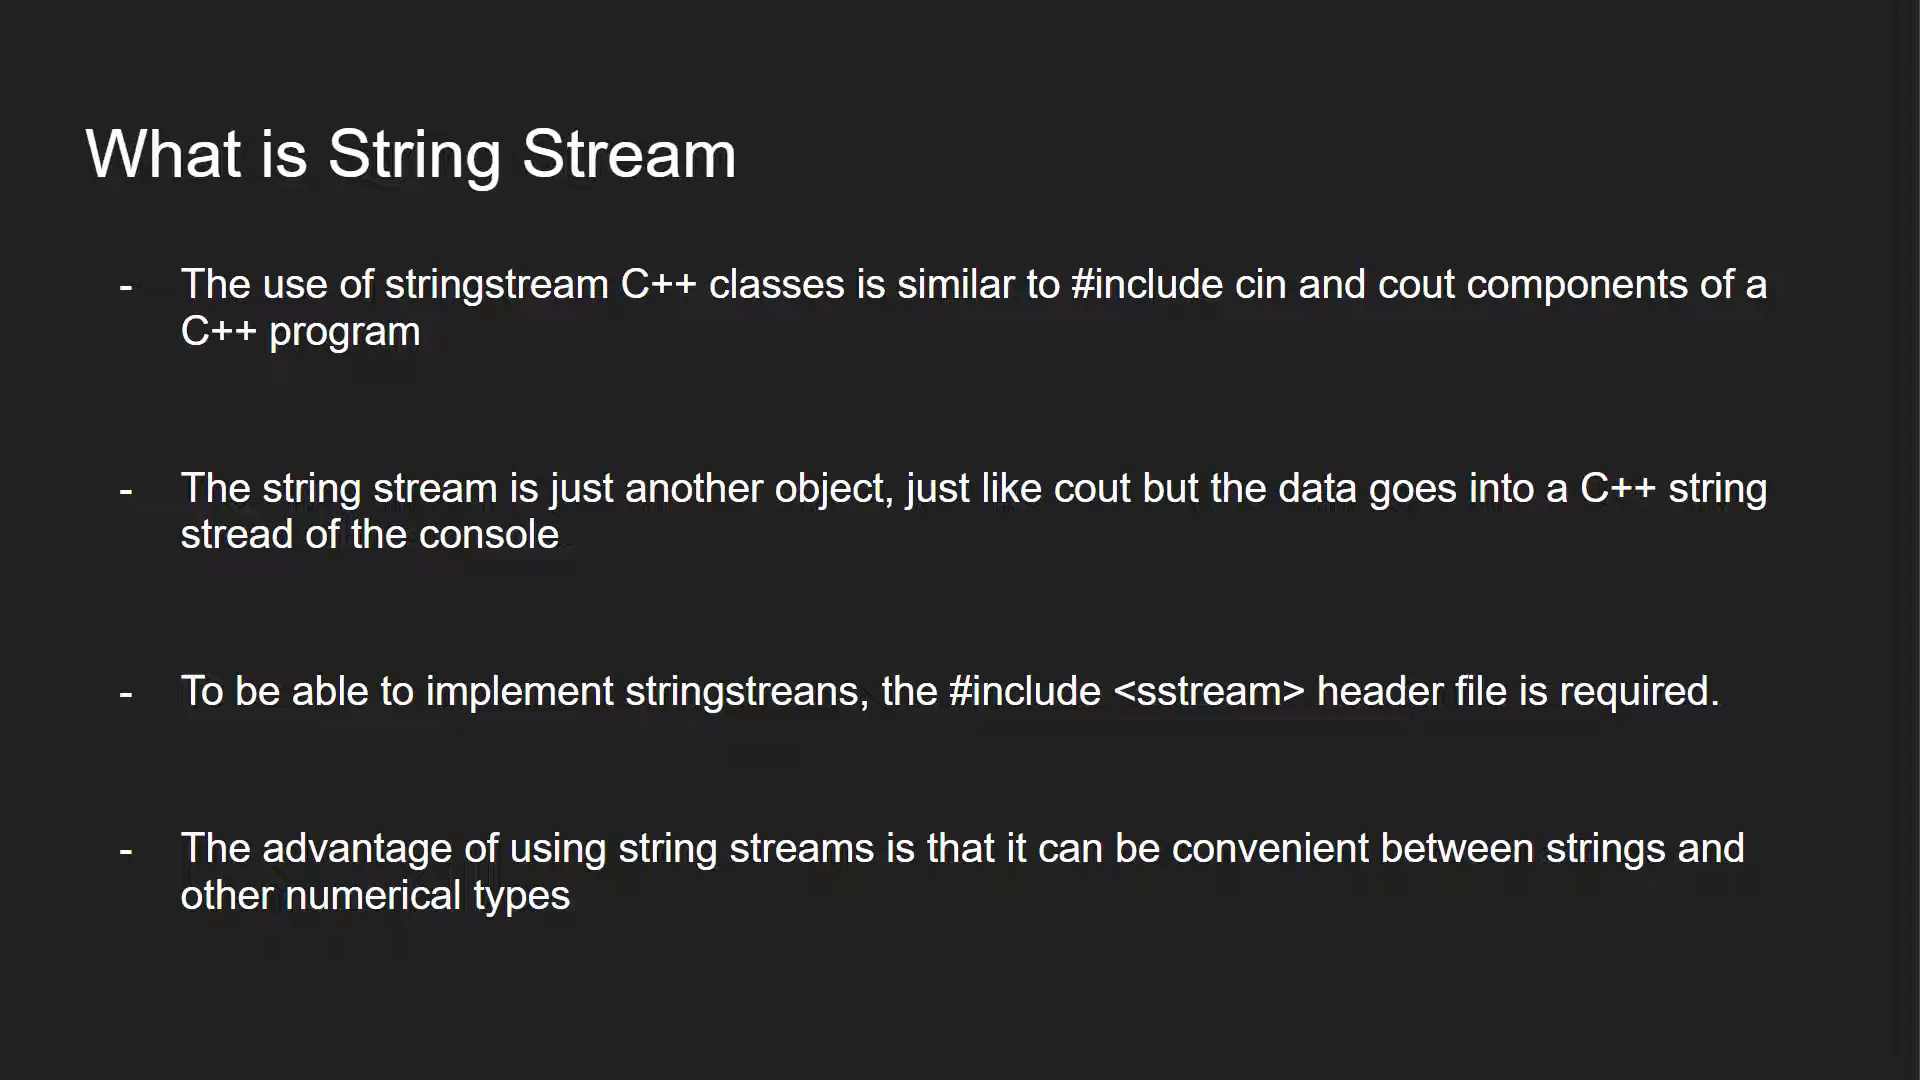 What is String Stream
- The use of stringstream C++ classes is similar to #include cin and cout components of a
C++ program
- The string stream is just another object, just like cout but the data goes into a C++ string
stread of the console
- To be able to implement stringstreans, the #include <sstream> header file is required.
- The advantage of using string streams is that it can be convenient between strings and
other numerical types